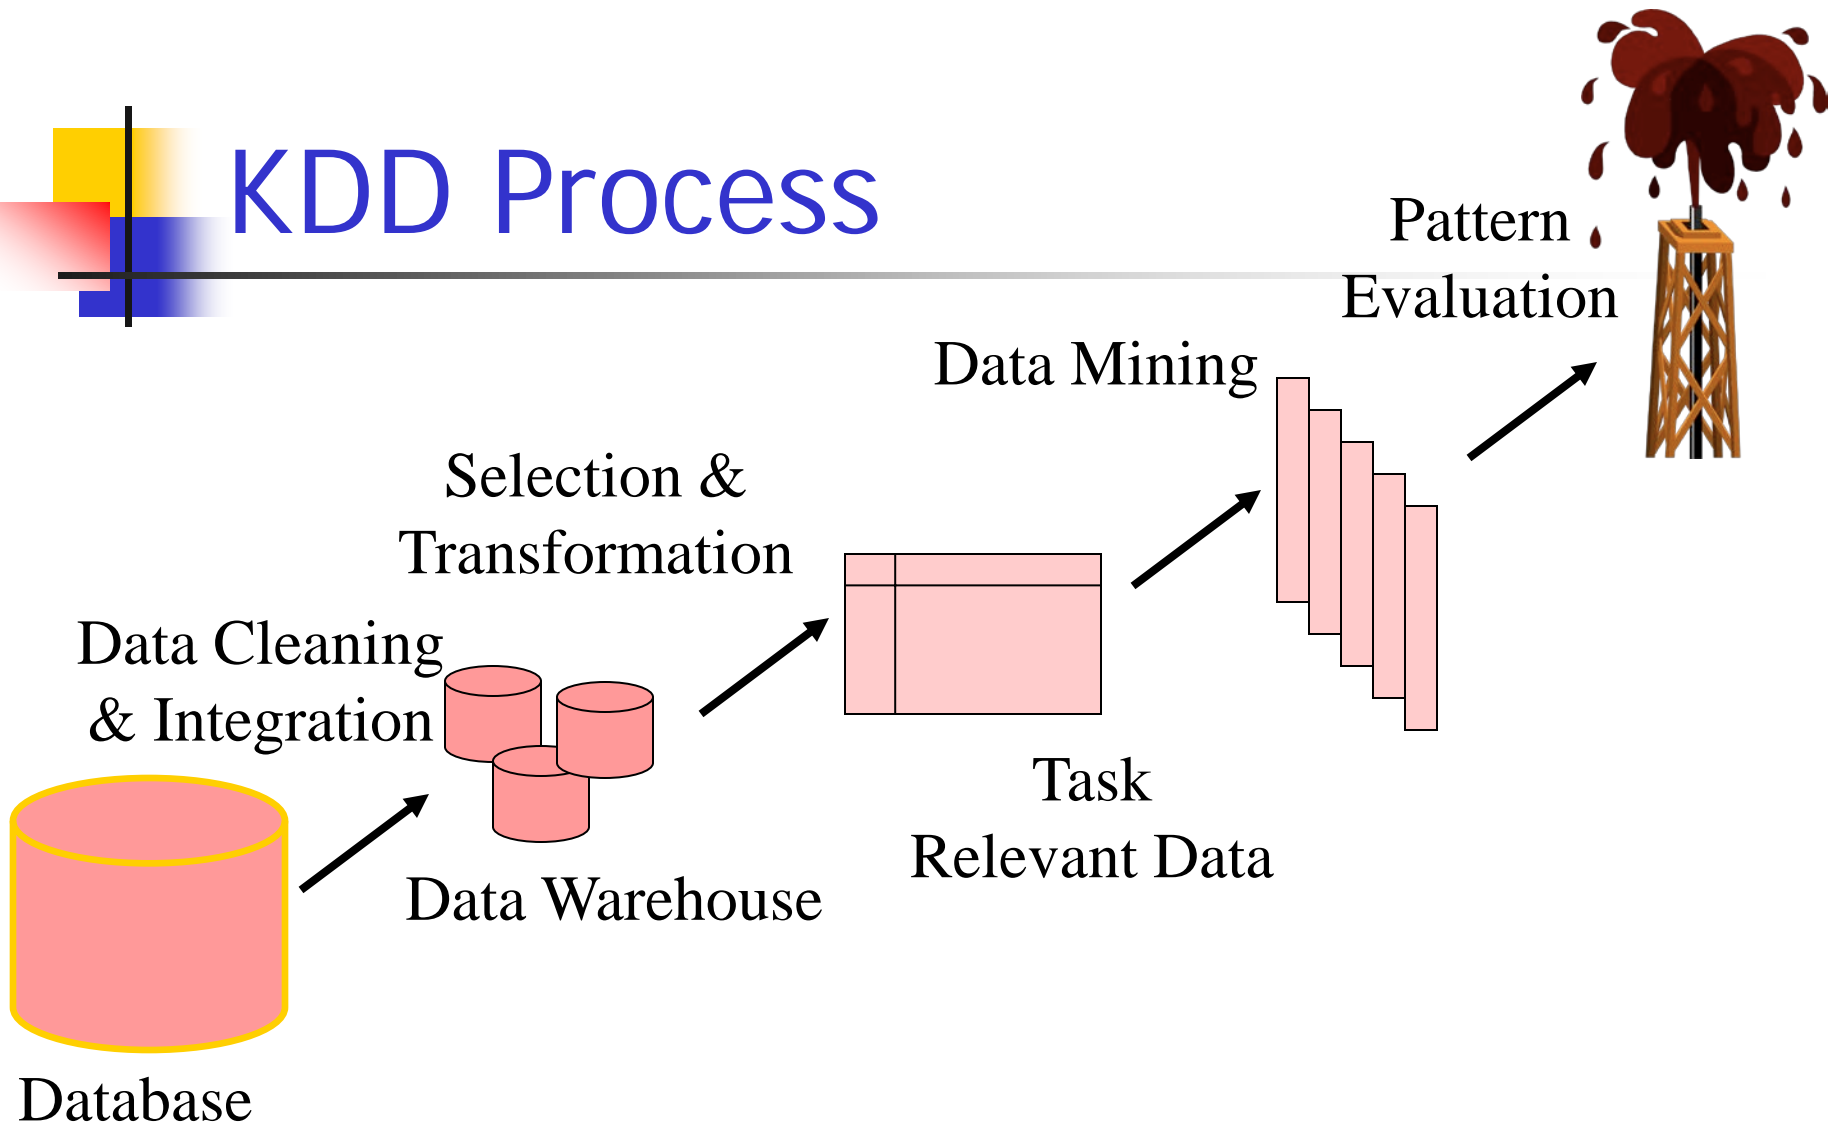 KDD Process
Pattern
Evaluation
Data Mining
Selection &
Transformation
Data Cleaning
& Integration
Task
Relevant Data
Data Warehouse
Database